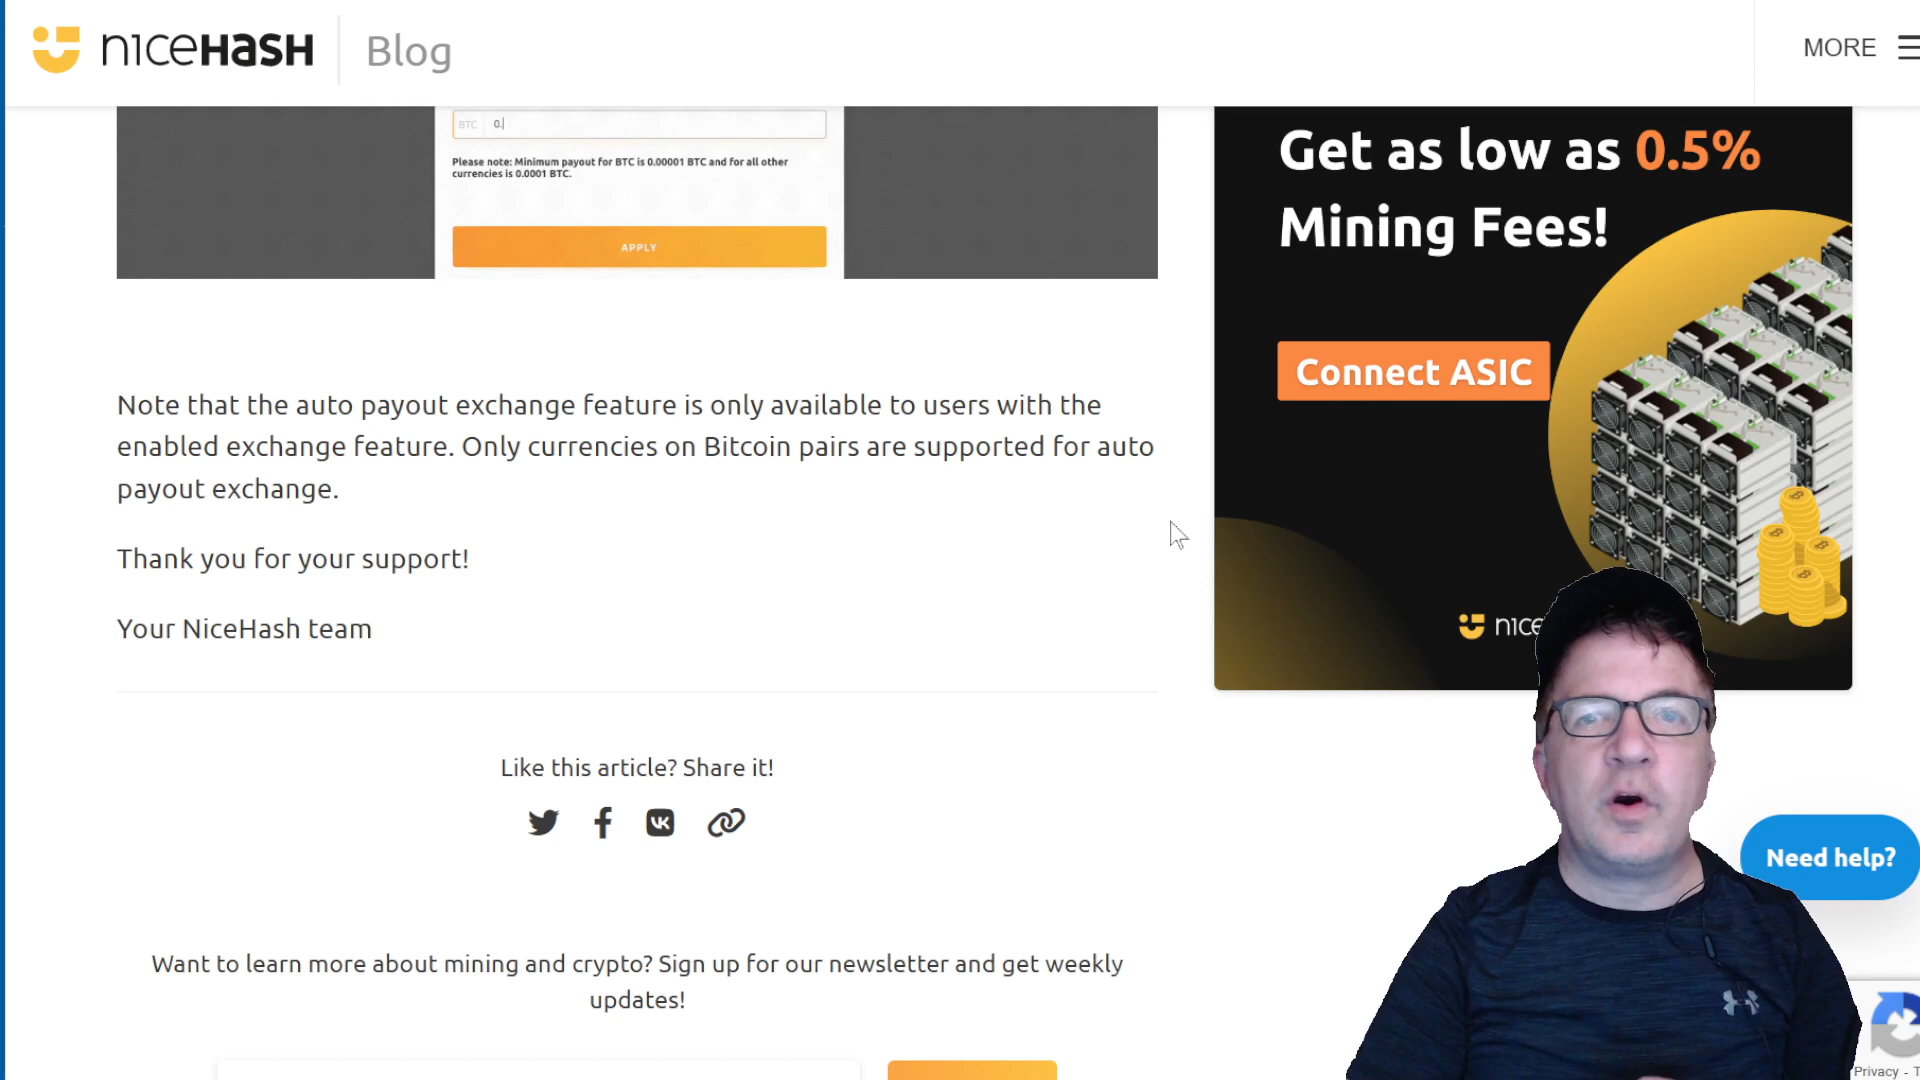 niceHasH Blog
MORE
BTC 0.
Please note: Minimum payout for BTC is 0.00001 BTC and for all other
currencies is 0.0001 BTC.
APPLY
Note that the auto payout exchange feature is only available to users with the
enabled exchange feature. Only currencies on Bitcoin pairs are supported for auto
payout exchange.
Thank you for your support!
Your NiceHash team
Like this article? Share it!
Want to learn more about mining and crypto? Sign up for our newsletter and get weekly
updates!
Get as low as 0.5%
Mining Fees!
Connect ASIC
nice
Need help?
Privacy - T